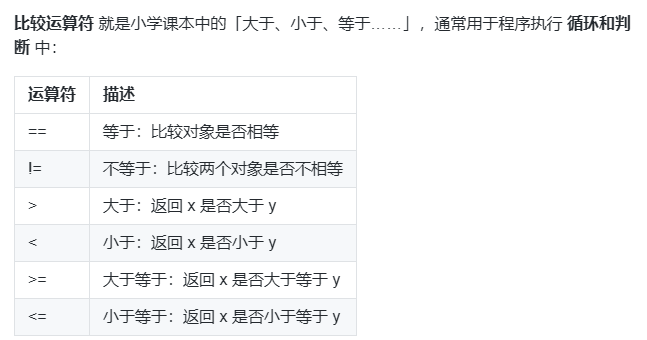 比较运算符 就是小学课本中的「大于、小于、等于……」，通常用于程序执行 循环和判
断 中：
运算符 描述
== 等于：比较对象是否相等
!= 不等于：比较两个对象是否不相等
> 大于：返回 x 是否大于 y
< 小于：返回 x 是否小于 y
>= 大于等于：返回 x 是否大于等于 y
<= 小于等于：返回 x 是否小于等于 y